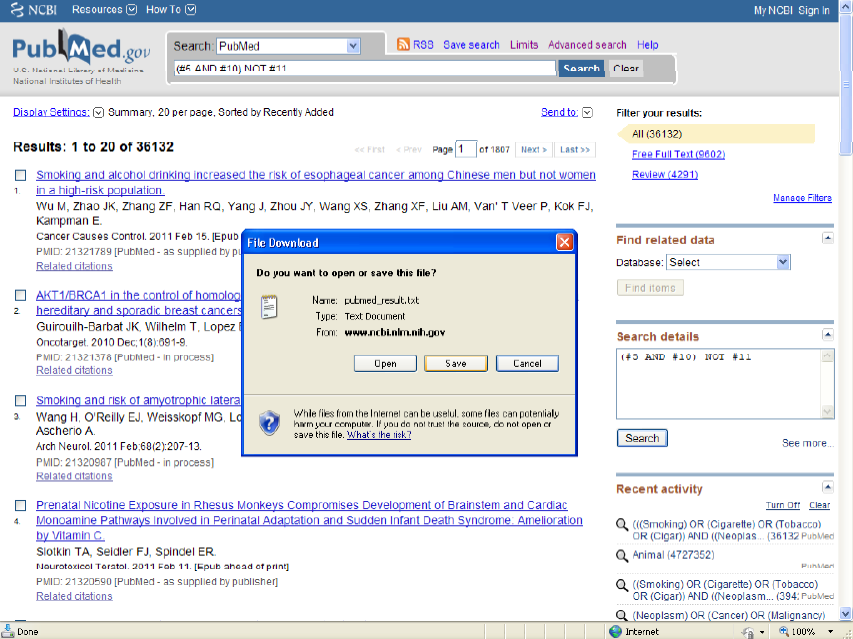 NCBI Resources How To My NCBI Sign In
PubMed.gov
U.S. National Library of Medicine
National Institutes of Health
Search: PubMed
RSS Save search Limits Advanced search Help
(#5 AND #10) NOT #11
Search Clear
Display Settings: Summary, 20 per page, Sorted by Recently Added Send to:
Results: 1 to 20 of 36132
<< First < Prev Page 1 of 1807 Next > Last >>
1. Smoking and alcohol drinking increased the risk of esophageal cancer among Chinese men but not women
in a high-risk population.
Wu M, Zhao JK, Zhang ZF, Han RQ, Yang J, Zhou JY, Wang XS, Zhang XF, Liu AM, Van' T Veer P, Kok FJ,
Kampman E.
Cancer Causes Control. 2011 Feb 15. [Epub
PMID: 21321789 [PubMed - as supplied by pu
Related citations
2. AKT1/BRCA1 in the control of homolog
hereditary and sporadic breast cancers
Guirouilh-Barbat JK, Wilhelm T, Lopez
Oncotarget. 2010 Dec;1(8):691-9.
PMID: 21321378 [PubMed - in process]
Related citations
3. Smoking and risk of amyotrophic latera
Wang H, O'Reilly EJ, Weisskopf MG, Lo
Ascherio A.
Arch Neurol. 2011 Feb;68(2):207-13.
PMID: 21320987 [PubMed - in process]
Related citations
4. Prenatal Nicotine Exposure in Rhesus Monkeys Compromises Development of Brainstem and Cardiac
Monoamine Pathways Involved in Perinatal Adaptation and Sudden Infant Death Syndrome: Amelioration
by Vitamin C.
Slotkin TA, Seidler FJ, Spindel ER.
Neurotoxicol Teratol. 2011 Feb 11. [Epub ahead of print]
PMID: 21320590 [PubMed - as supplied by publisher]
Related citations
File Download
Do you want to open or save this file?
Name: pubmed_result.txt
Type: Text Document
From: www.ncbi.nlm.nih.gov
Open Save Cancel
While files from the Internet can be useful, some files can potentially
harm your computer. If you do not trust the source, do not open or
save this file. What's the risk?
Filter your results:
All (36132)
Free Full Text (9602)
Review (4291)
Manage Filters
Find related data
Database: Select
Find items
Search details
(#5 AND #10) NOT #11
Search See more...
Recent activity
Turn Off Clear
(((Smoking) OR (Cigarette) OR (Tobacco)
OR (Cigar)) AND ((Neoplas... (36132 PubMed
Animal (4727352)
PubMed
((Smoking) OR (Cigarette) OR (Tobacco)
OR (Cigar)) AND ((Neoplasm... (394 PubMed
(Neoplasm) OR (Cancer) OR (Malignancy)
Done Internet 100%